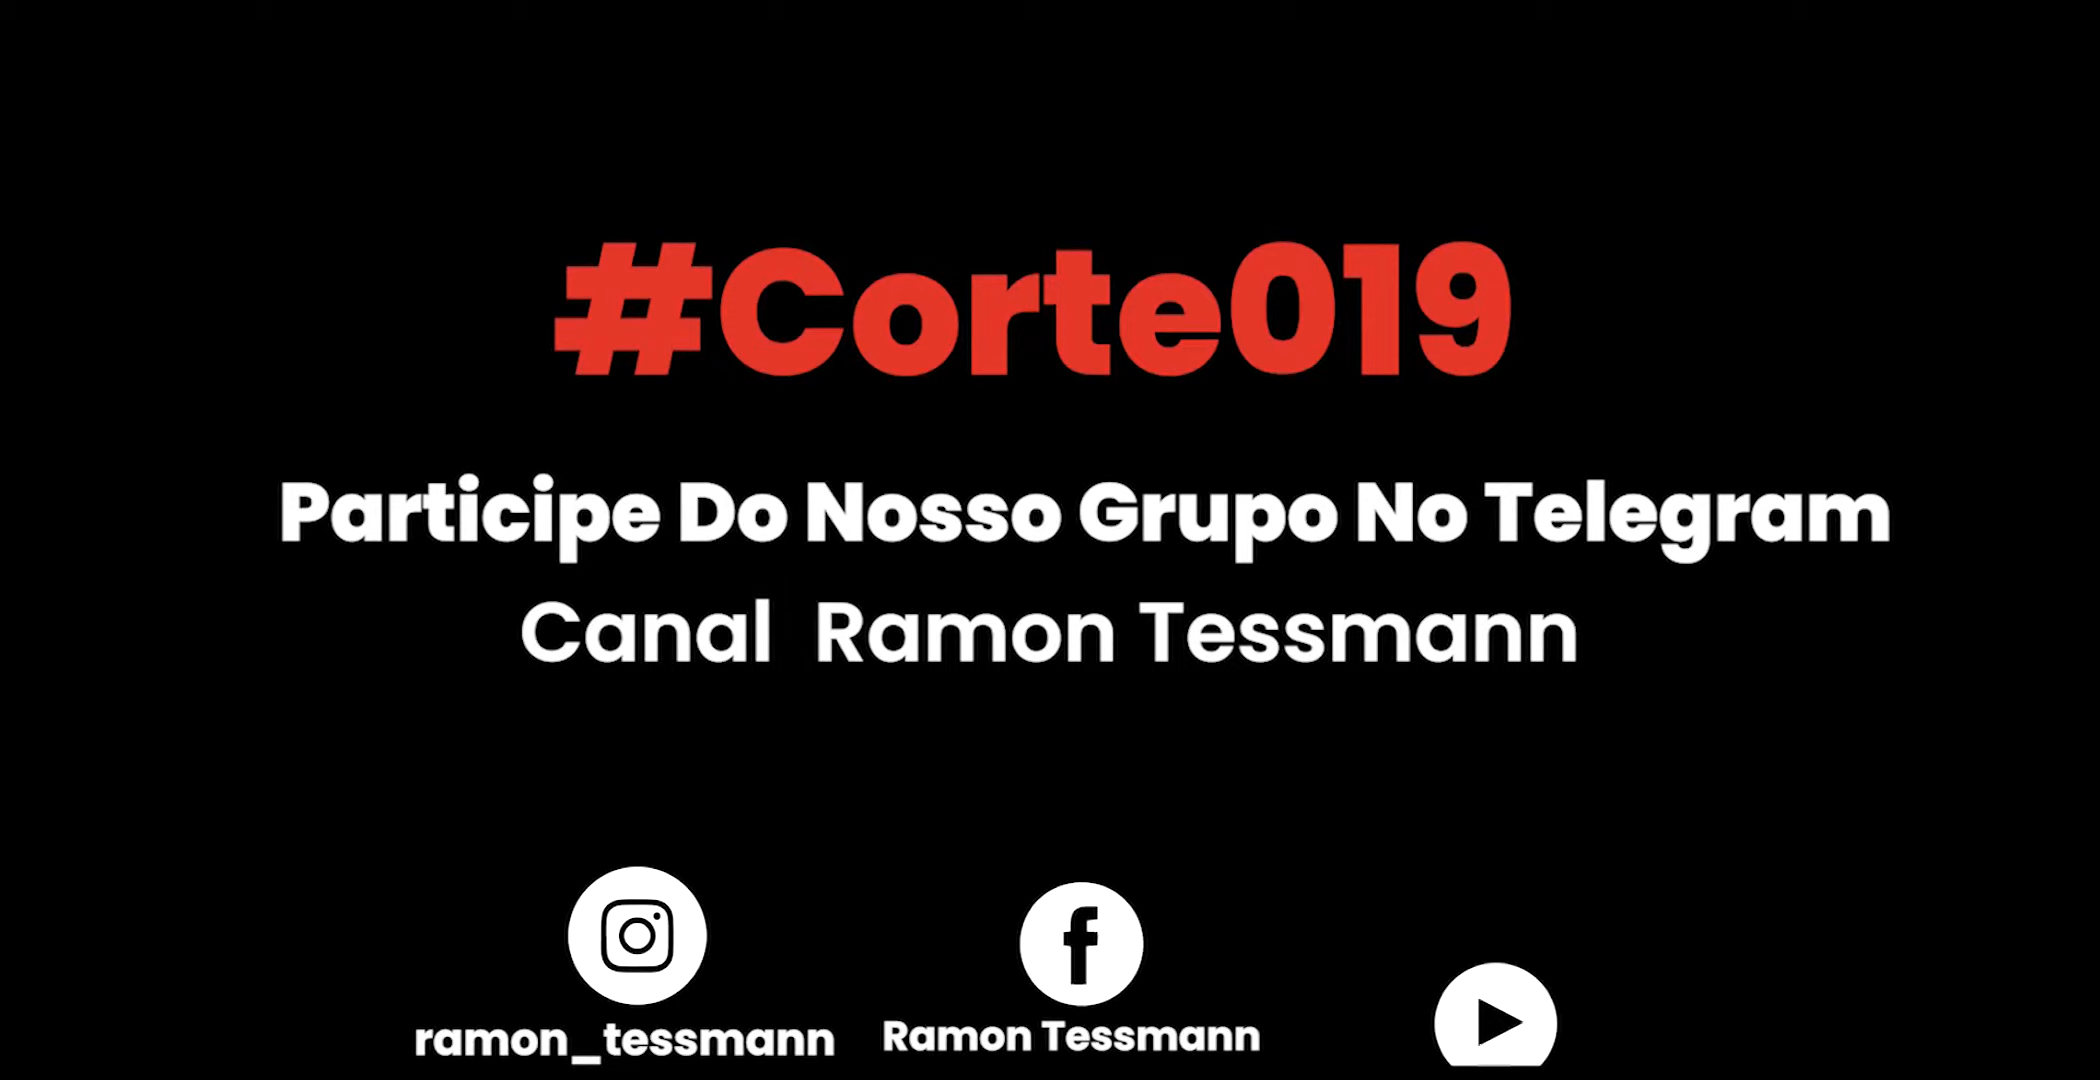 #Corte019
Participe Do Nosso Grupo No Telegram
Canal Ramon Tessmann
ramon_tessmann
Ramon Tessmann